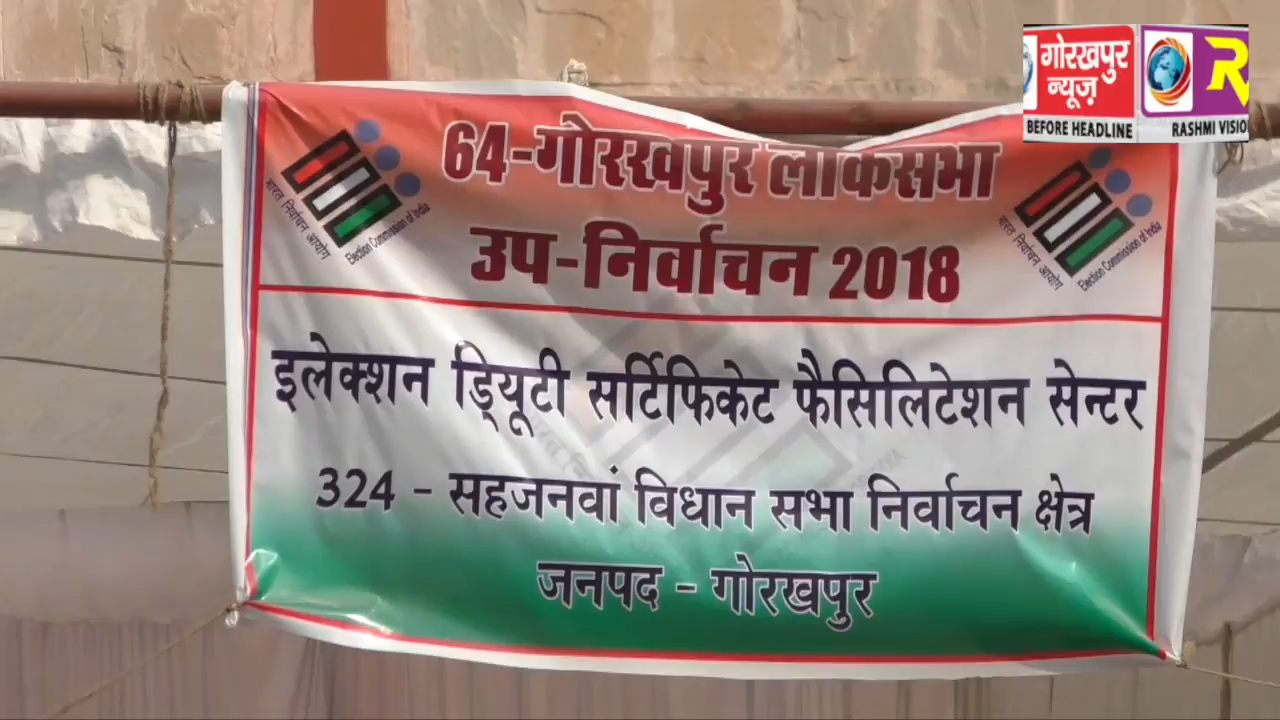 गोरखपुर
न्यूज़
BEFORE HEADLINE
R
RASHMI VISIO
64-गोरखपुर लोकसभा
उप-निर्वाचन 2018
भारत निर्वाचन आयोग
Election Commission of India
भारत निर्वाचन आयोग
Election Commission of India
इलेक्शन ड्यिूटी सर्टिफिकेट फैसिलिटेशन सेन्टर
324 - सहजनवां विधान सभा निर्वाचन क्षेत्र
जनपद - गोरखपुर